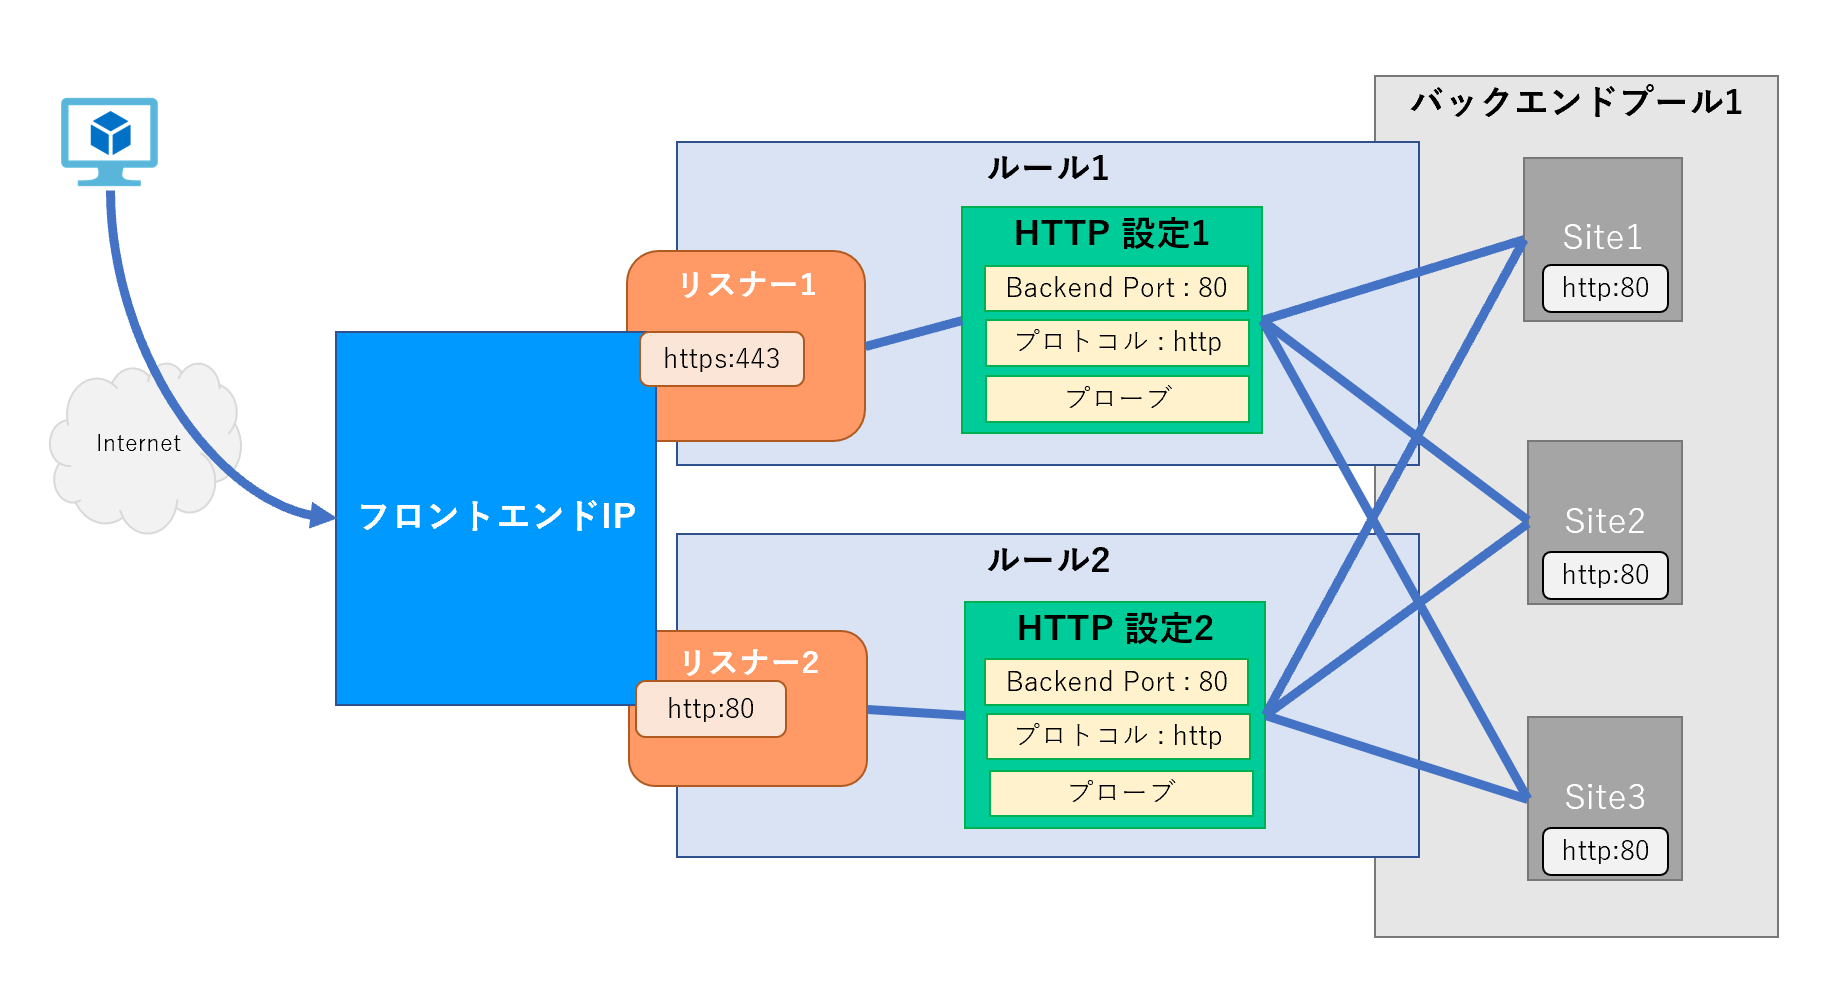 Internet
フロントエンドIP
ルール1
リスナー1
https:443
HTTP 設定1
Backend Port : 80
プロトコル : http
プローブ
ルール2
リスナー2
http:80
HTTP 設定2
Backend Port : 80
プロトコル : http
プローブ
バックエンドプール1
Site1
http:80
Site2
http:80
Site3
http:80